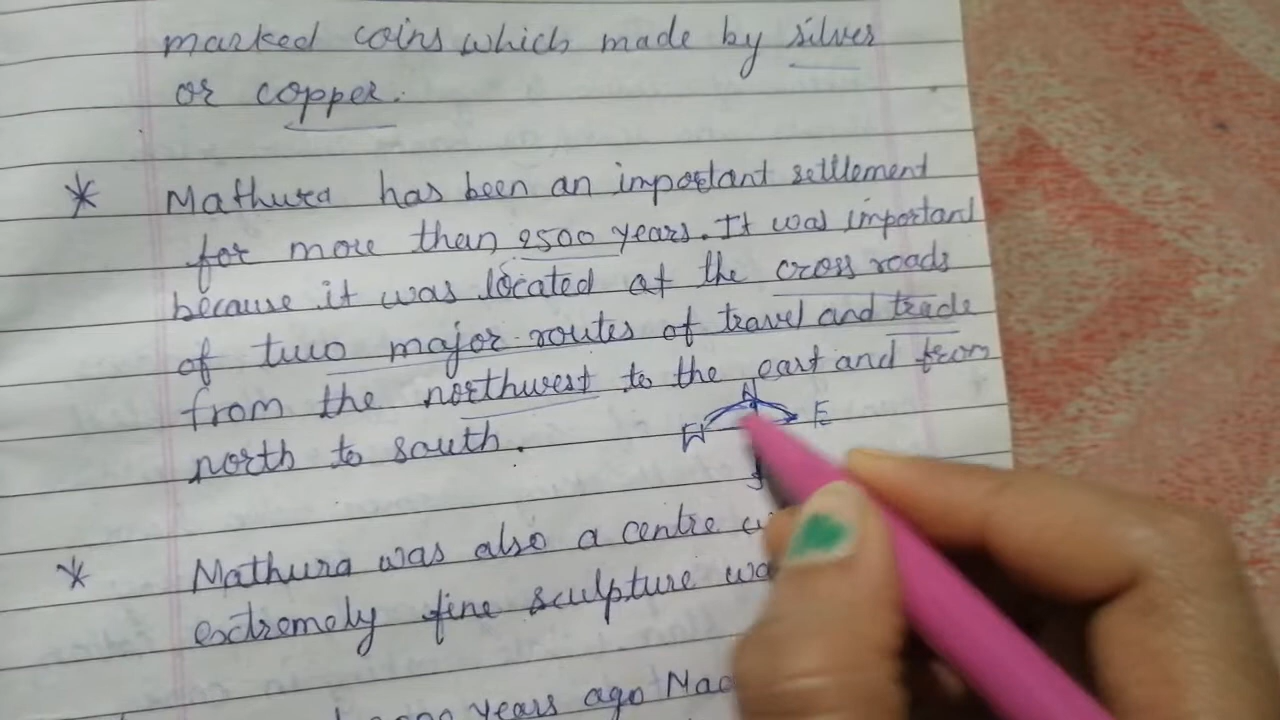 marked coins which made by silver
or copper.
* Mathura has been an important settlement
for more than 2500 years. It was important
because it was located at the cross roads
of two major routes of travel and trade
from the northwest to the east and from
north to south.
N
W E
S
* Mathura was also a centre
extremely fine sculpture
years ago